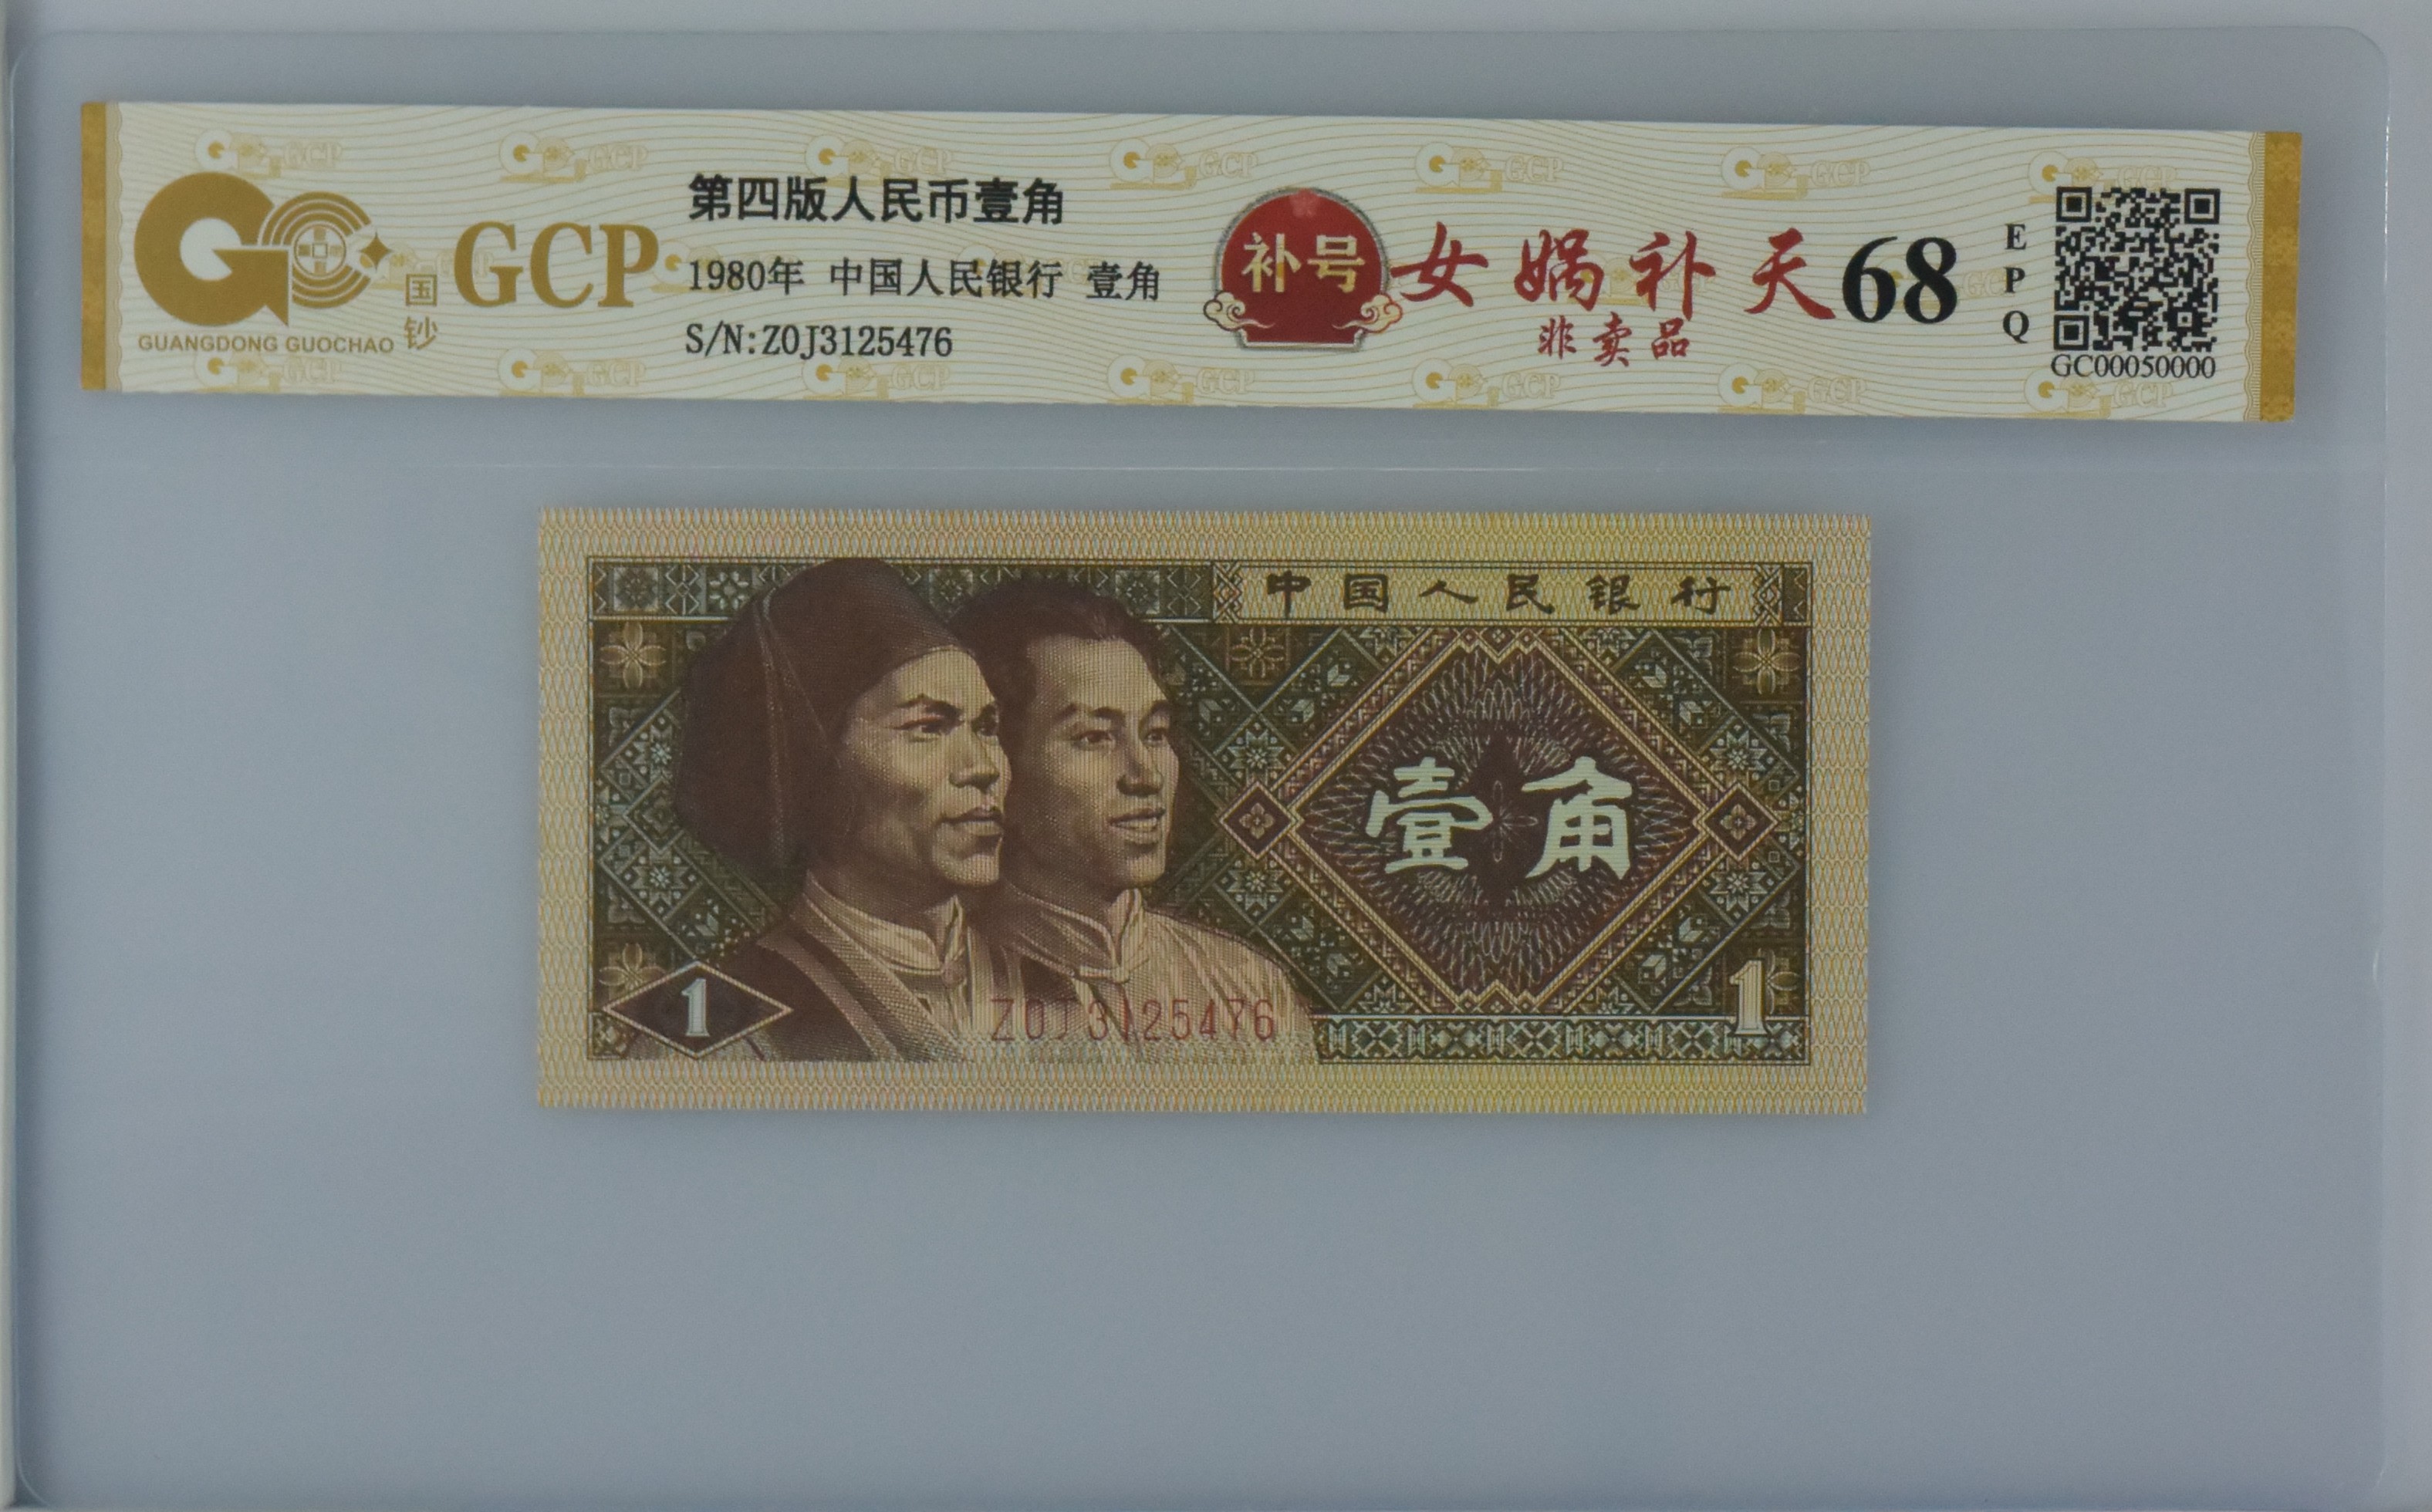 GUANGDONG GUOCHAO
国钞
GCP
第四版人民币壹角
1980年 中国人民银行 壹角
S/N:Z0J3125476
补号
女娲补天
非卖品
68
EPQ
GC00050000
中国人民银行
壹角
1
Z0J3125476
1